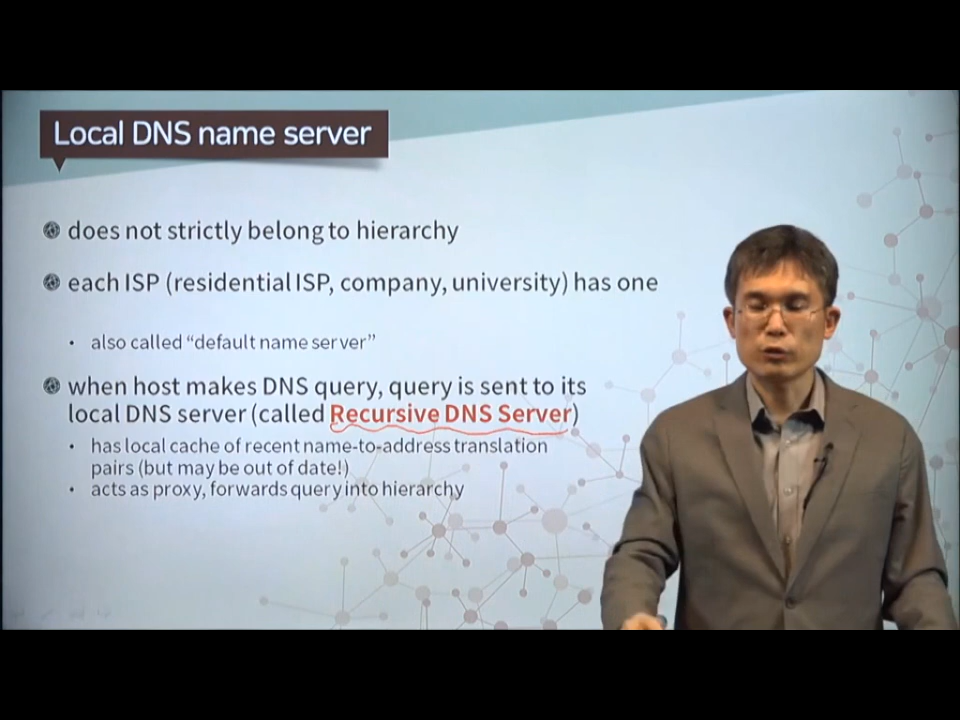 Local DNS name server
does not strictly belong to hierarchy
each ISP (residential ISP, company, university) has one
• also called “default name server”
when host makes DNS query, query is sent to its
local DNS server (called Recursive DNS Server)
• has local cache of recent name-to-address translation
pairs (but may be out of date!)
• acts as proxy, forwards query into hierarchy